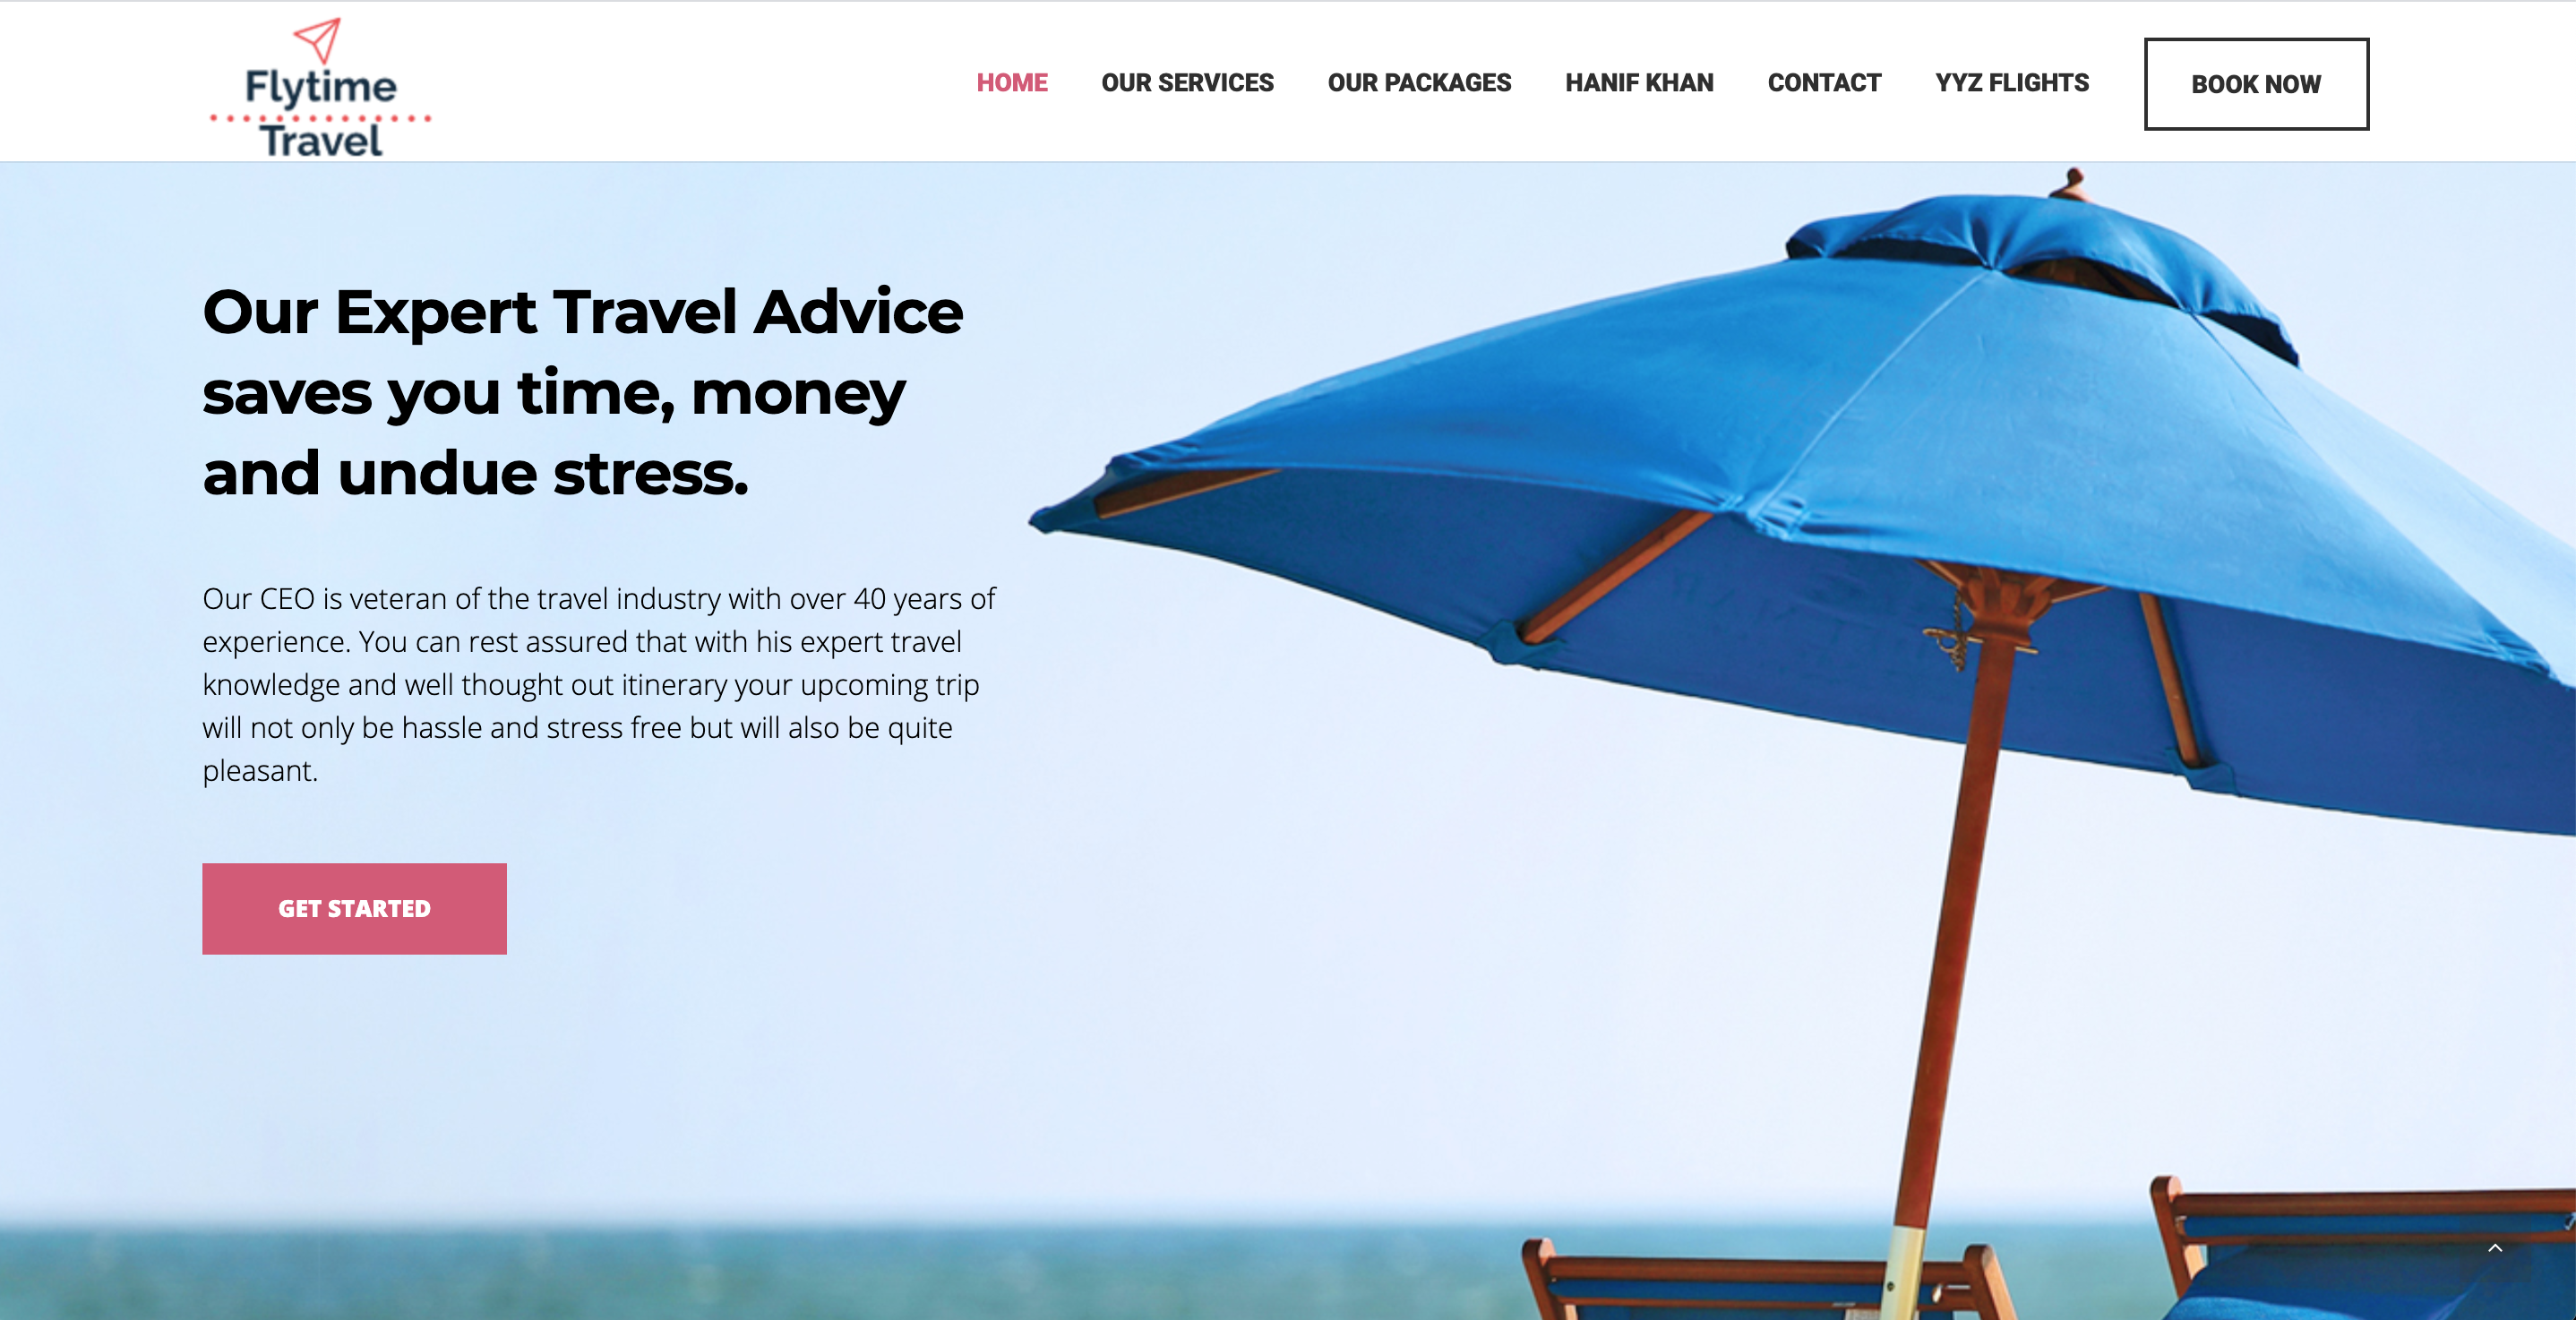 Flytime
Travel
HOME OUR SERVICES OUR PACKAGES HANIF KHAN CONTACT YYZ FLIGHTS BOOK NOW
Our Expert Travel Advice
saves you time, money
and undue stress.
Our CEO is veteran of the travel industry with over 40 years of
experience. You can rest assured that with his expert travel
knowledge and well thought out itinerary your upcoming trip
will not only be hassle and stress free but will also be quite
pleasant.
GET STARTED